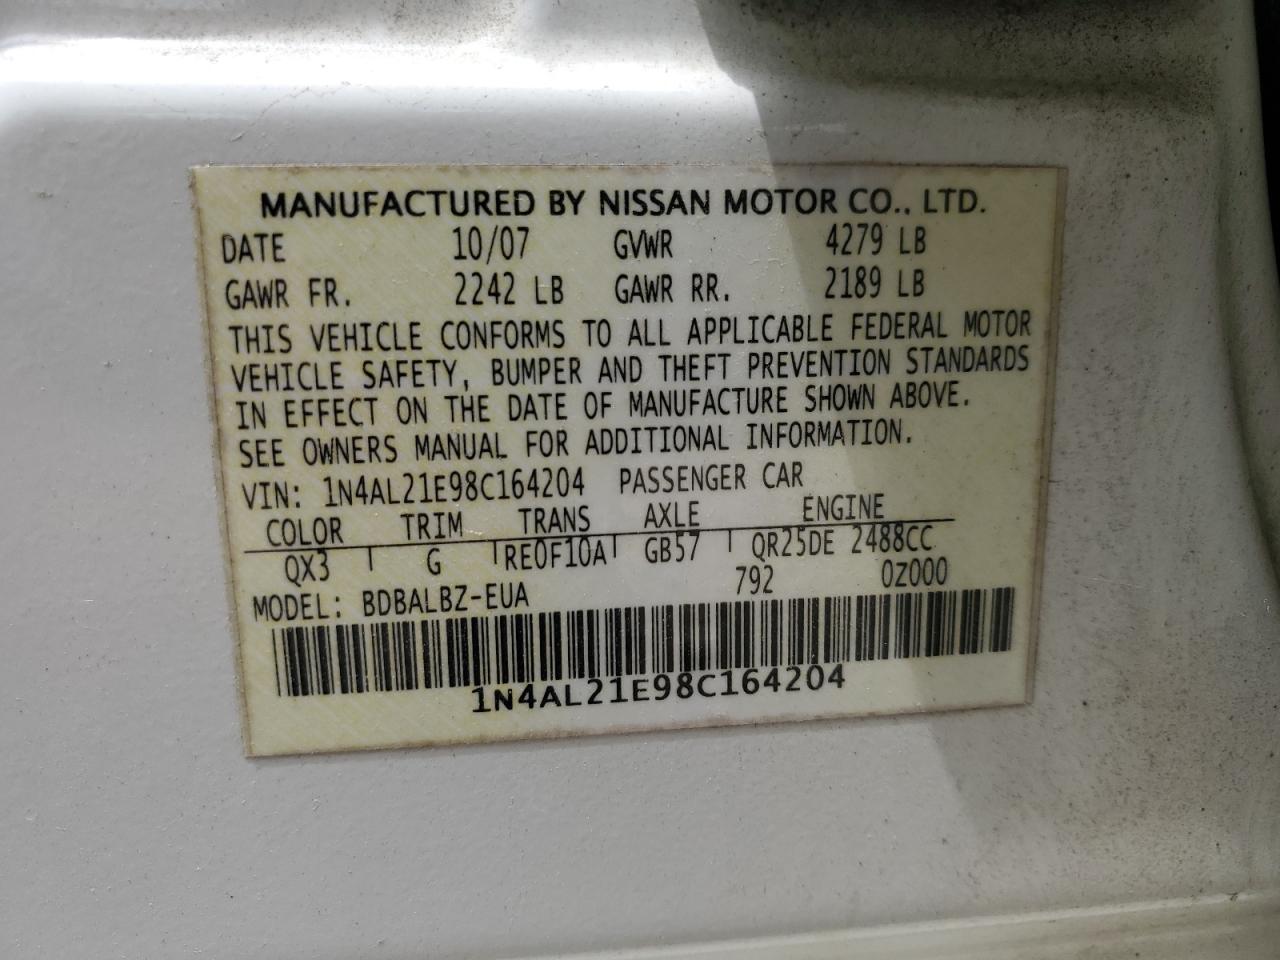 MANUFACTURED BY NISSAN MOTOR CO., LTD.
DATE 10/07 GVWR 4279 LB
GAWR FR. 2242 LB GAWR RR. 2189 LB
THIS VEHICLE CONFORMS TO ALL APPLICABLE FEDERAL MOTOR
VEHICLE SAFETY, BUMPER AND THEFT PREVENTION STANDARDS
IN EFFECT ON THE DATE OF MANUFACTURE SHOWN ABOVE.
SEE OWNERS MANUAL FOR ADDITIONAL INFORMATION.
VIN: 1N4AL21E98C164204 PASSENGER CAR
COLOR TRIM TRANS AXLE ENGINE
QX3 G RE0F10A GB57 QR25DE 2488CC
MODEL: BDBALBZ-EUA 792 0Z000
1N4AL21E98C164204